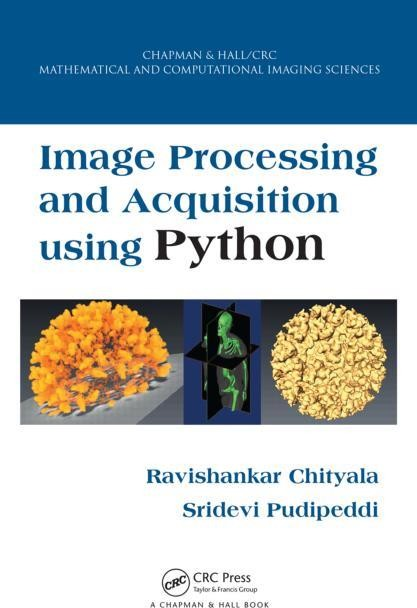 CHAPMAN & HALL/CRC
MATHEMATICAL AND COMPUTATIONAL IMAGING SCIENCES
Image Processing
and Acquisition
using Python
Ravishankar Chityala
Sridevi Pudipeddi
CRC
CRC Press
Taylor & Francis Group
A CHAPMAN & HALL BOOK